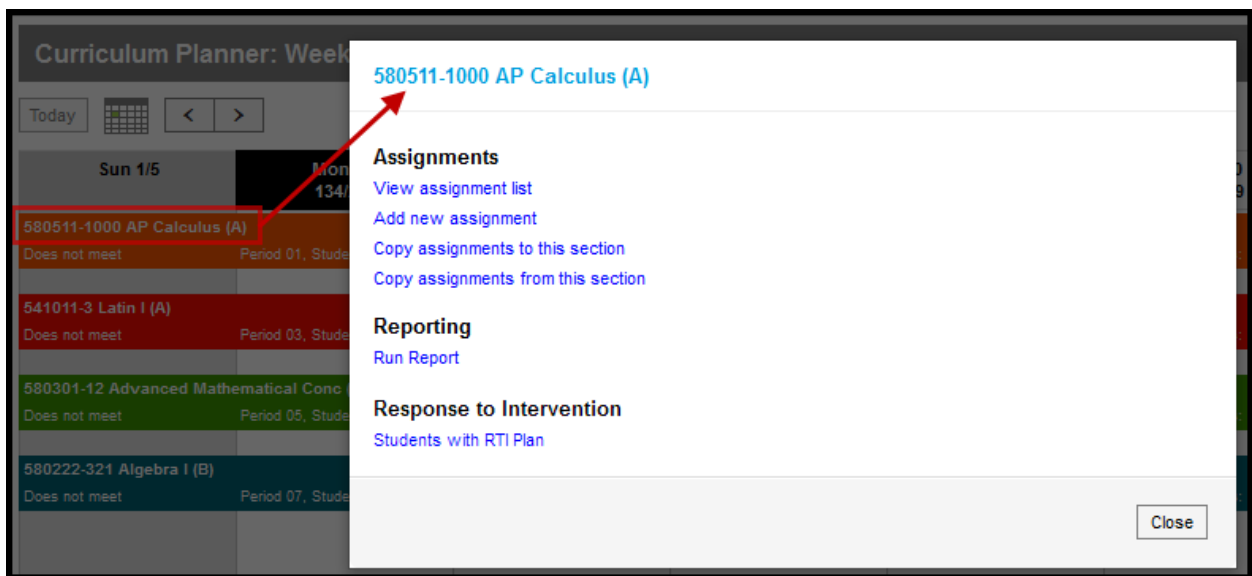 Curriculum Planner: Week
580511-1000 AP Calculus (A)
Today
< >
Sun 1/5
Mon
134/
580511-1000 AP Calculus (A)
Does not meet
Period 01, Stude
541011-3 Latin I (A)
Does not meet
Period 03, Stude
580301-12 Advanced Mathematical Conc (
Does not meet
Period 05, Stude
580222-321 Algebra I (B)
Does not meet
Period 07, Stude
Assignments
View assignment list
Add new assignment
Copy assignments to this section
Copy assignments from this section
Reporting
Run Report
Response to Intervention
Students with RTI Plan
Close